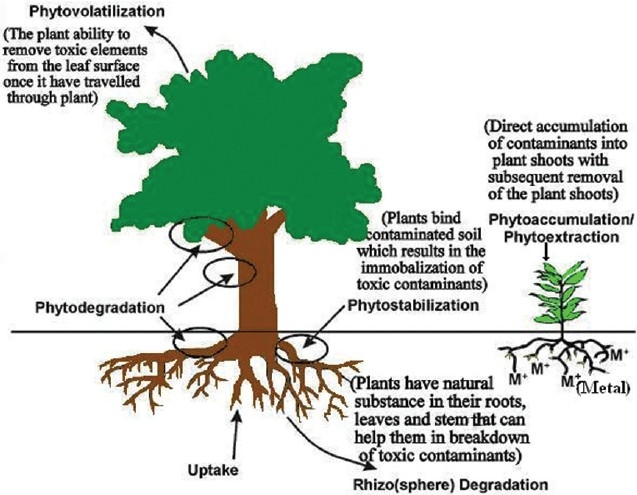 Phytovolatilization
(The plant ability to
remove toxic elements
from the leaf surface
once it have travelled
through plant)
(Direct accumulation
of contaminants into
plant shoots with
subsequent removal
of the plant shoots)
Phytoaccumulation/
Phytoextraction
(Plants bind
contaminated soil
which results in the
immobalization of
toxic contaminants)
Phytostabilization
Phytodegradation
M+
M+
M+
M+
(Metal)
(Plants have natural
substance in their roots,
leaves and stem that can
help them in breakdown
of toxic contaminants)
Uptake
Rhizo(sphere) Degradation